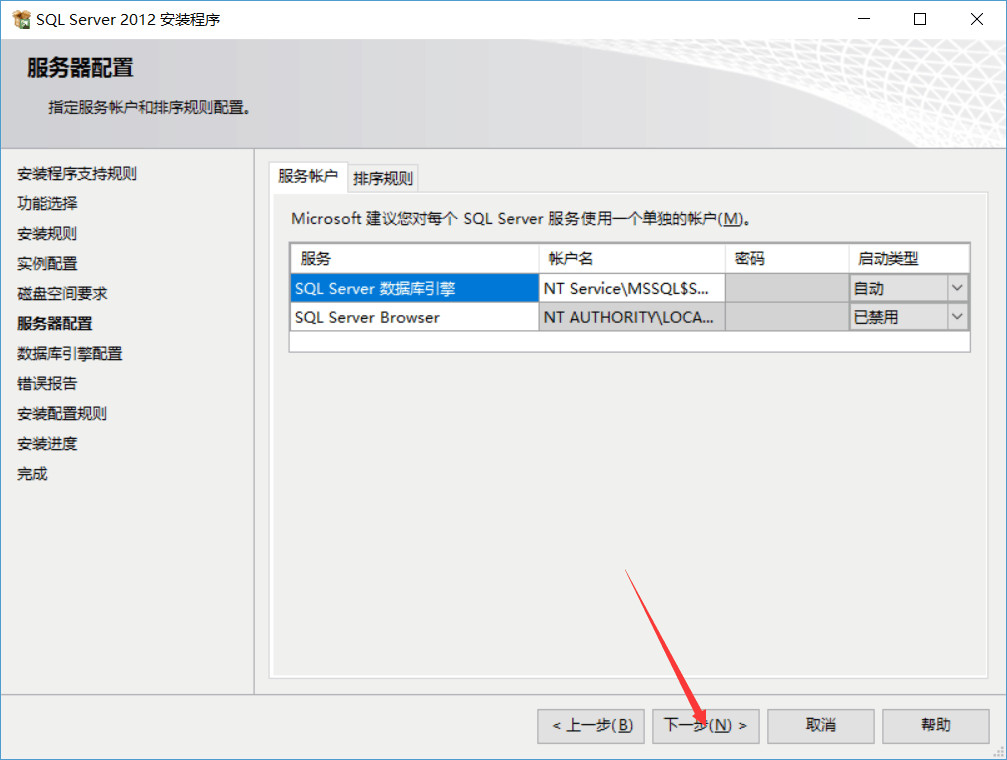 SQL Server 2012 安装程序
服务器配置
指定服务帐户和排序规则配置。
安装程序支持规则
功能选择
安装规则
实例配置
磁盘空间要求
服务器配置
数据库引擎配置
错误报告
安装配置规则
安装进度
完成
服务帐户 排序规则
Microsoft 建议您对每个 SQL Server 服务使用一个单独的帐户(M)。
服务 帐户名 密码 启动类型
SQL Server 数据库引擎 NT Service\MSSQL$S... 自动
SQL Server Browser NT AUTHORITY\LOCA... 已禁用
< 上一步(B) 下一步(N) > 取消 帮助